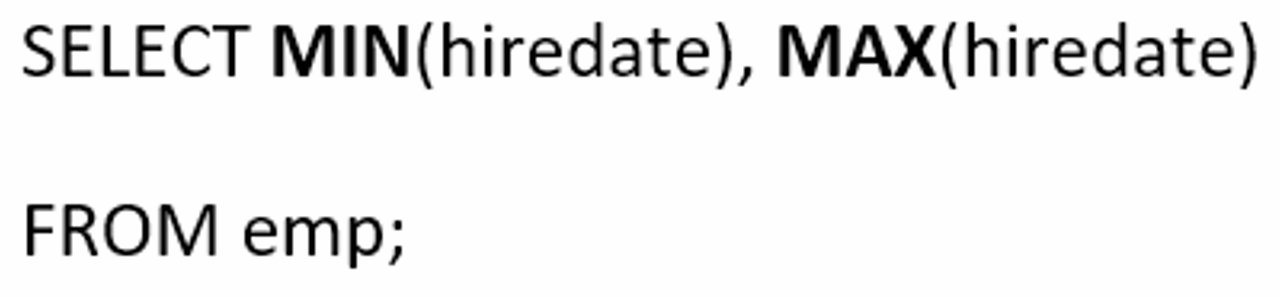 SELECT MIN(hiredate), MAX(hiredate)
FROM emp;